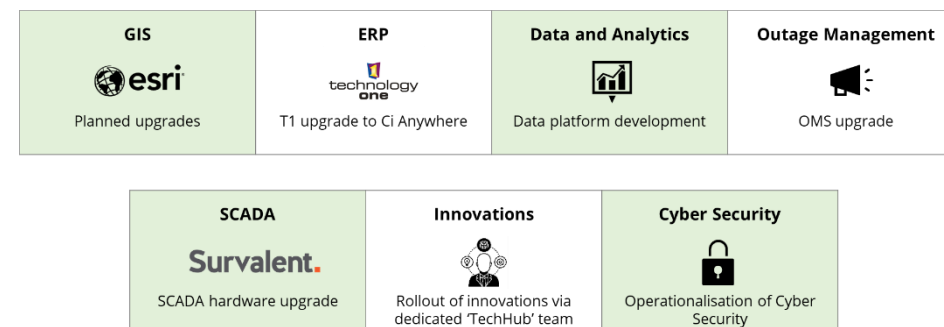 GIS
esri
Planned upgrades
ERP
technology
one
T1 upgrade to Ci Anywhere
Data and Analytics
Data platform development
Outage Management
OMS upgrade
SCADA
Survalent.
SCADA hardware upgrade
Innovations
Rollout of innovations via
dedicated ‘TechHub’ team
Cyber Security
Operationalisation of Cyber
Security